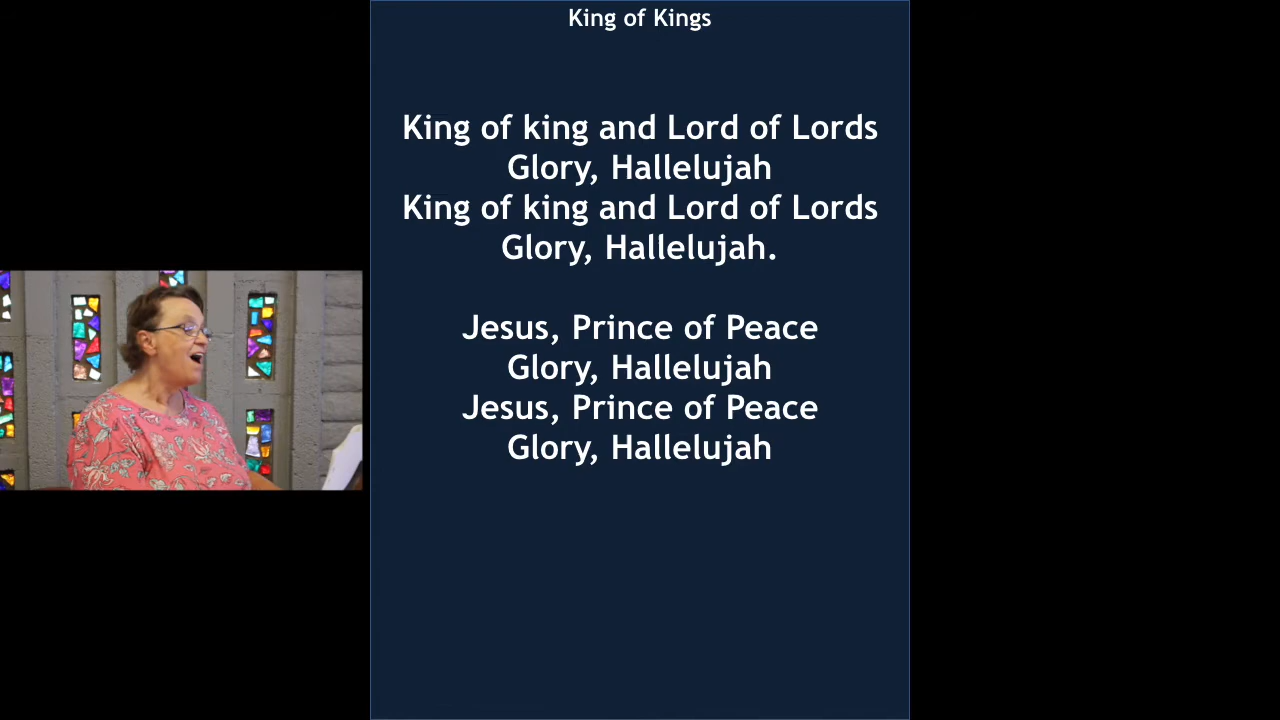 King of Kings
King of king and Lord of Lords
Glory, Hallelujah
King of king and Lord of Lords
Glory, Hallelujah.
Jesus, Prince of Peace
Glory, Hallelujah
Jesus, Prince of Peace
Glory, Hallelujah